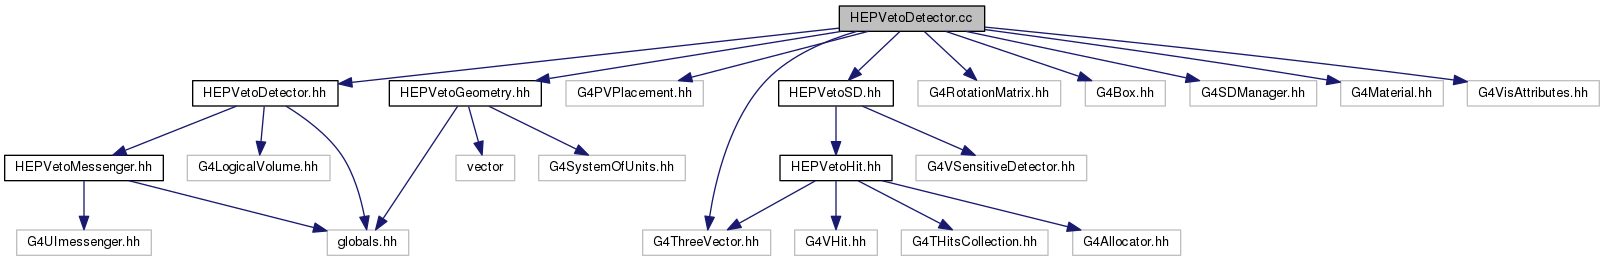 HEPVetoDetector.cc
HEPVetoDetector.hh
HEPVetoGeometry.hh
G4PVPlacement.hh
HEPVetoSD.hh
G4RotationMatrix.hh
G4Box.hh
G4SDManager.hh
G4Material.hh
G4VisAttributes.hh
HEPVetoMessenger.hh
G4LogicalVolume.hh
vector
G4SystemOfUnits.hh
HEPVetoHit.hh
G4VSensitiveDetector.hh
G4UImessenger.hh
globals.hh
G4ThreeVector.hh
G4VHit.hh
G4THitsCollection.hh
G4Allocator.hh